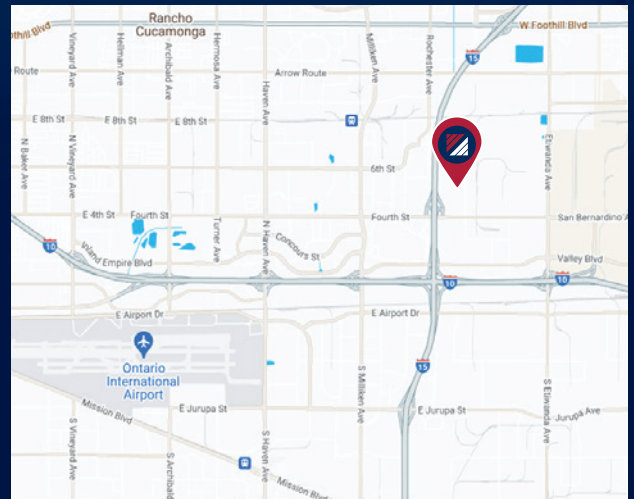 Rancho
Cucamonga
W Foothill Blvd
othill Blvd
Vineyard Ave
Hellman Ave
Archibald Ave
Hermosa Ave
Haven Ave
Milliken Ave
Rochester Ave
15
Route
Arrow Route
E 8th St
E 8th St
E 8th St
N Baker Ave
N Vineyard Ave
Etiwanda Ave
6th St
E 4th St
Fourth St
Turner Ave
N Haven Ave
Fourth St
San Bernardino A
10
Inland
Empire Blvd
Concours St
Valley Blvd
10
10
E Airport Dr
E Airport Dr
Ontario
International
Airport
15
S Milliken Ave
S Etiwanda Ave
Mission Blvd
E Jurupa St
E Jurupa St
Jurupa Ave
S Vineyard Ave
S Archibald
S Haven Ave
Mission Blvd